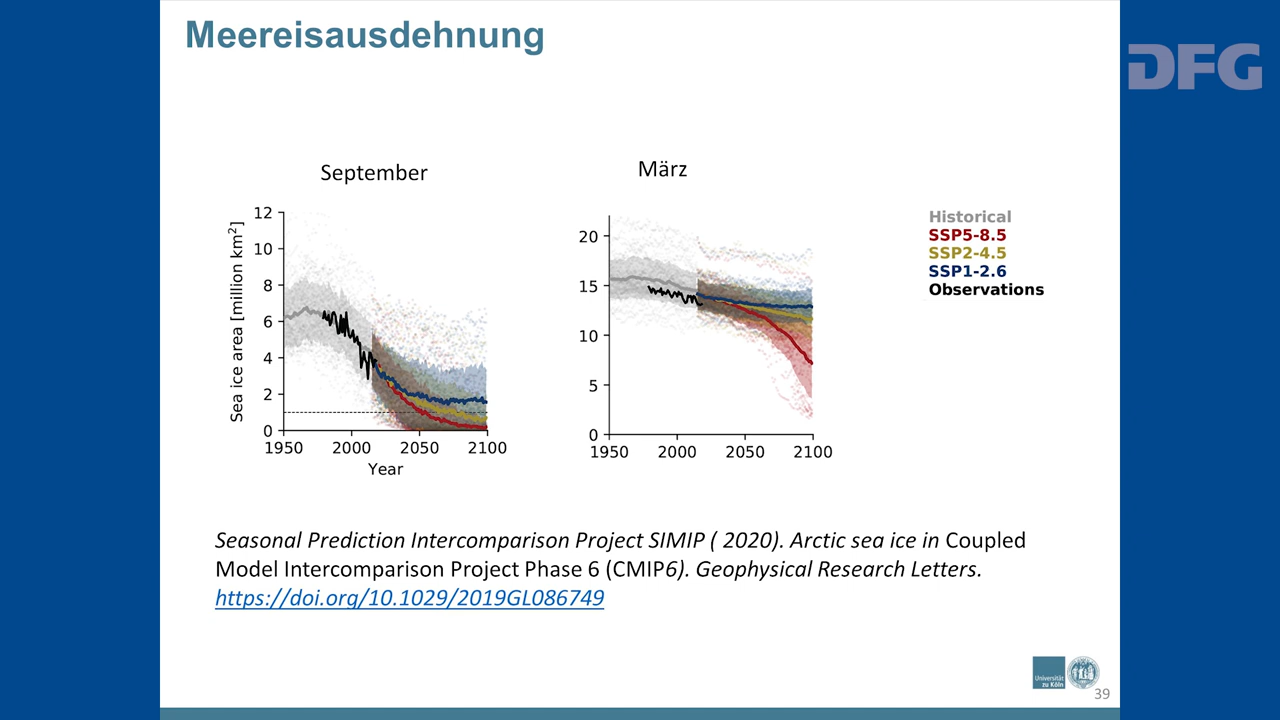 Meereisausdehnung
DFG
September
März
12
10
8
6
4
2
0
Sea ice area [million km²]
1950 2000 2050 2100
Year
20
15
10
5
0
1950 2000 2050 2100
Historical
SSP5-8.5
SSP2-4.5
SSP1-2.6
Observations
Seasonal Prediction Intercomparison Project SIMIP ( 2020). Arctic sea ice in Coupled
Model Intercomparison Project Phase 6 (CMIP6). Geophysical Research Letters.
https://doi.org/10.1029/2019GL086749
Universität
zu Köln
39